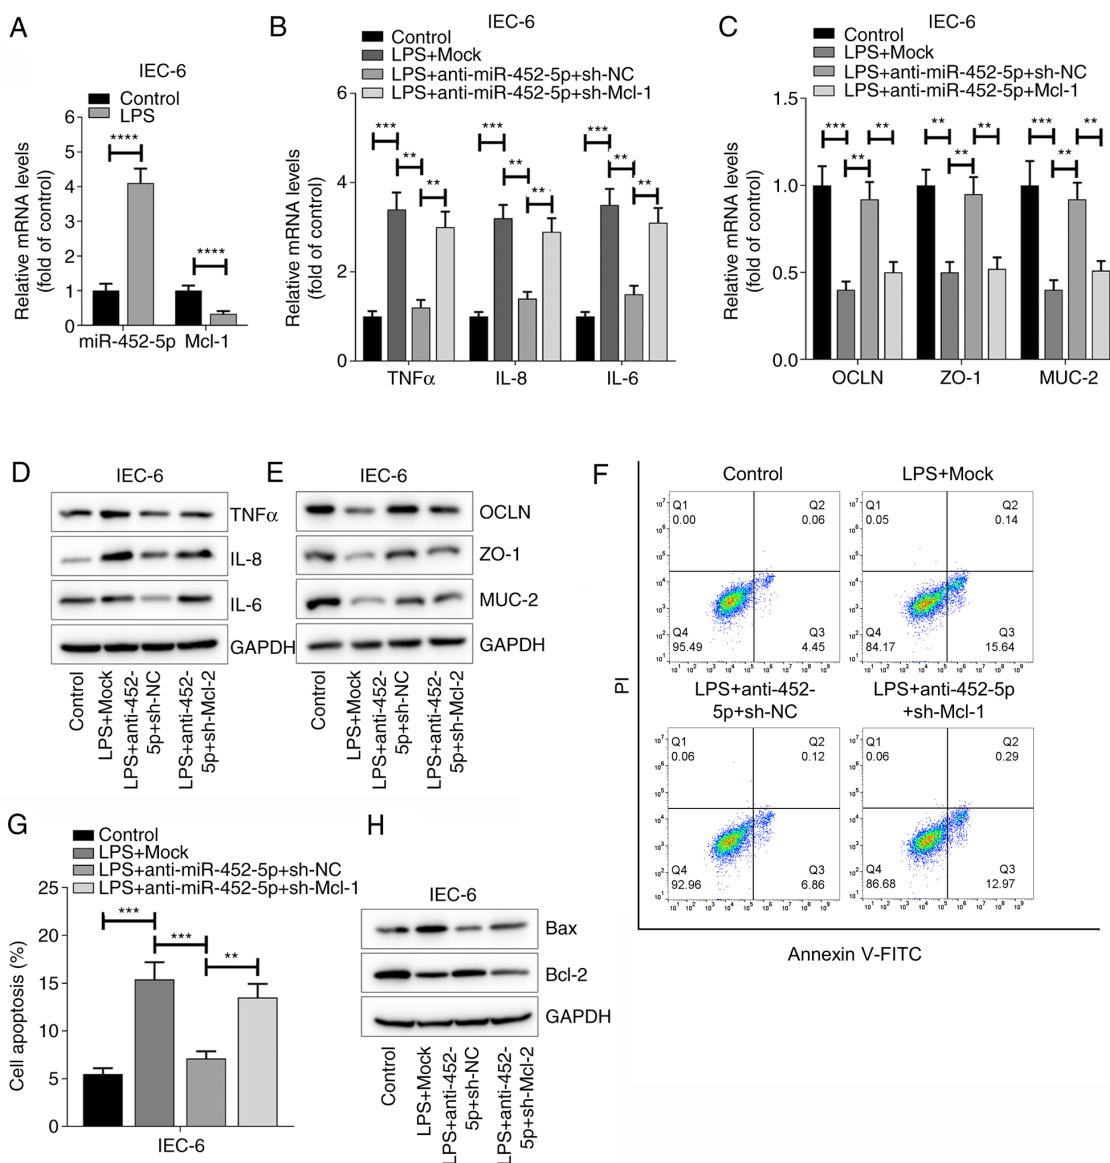 A
IEC-6
Control
LPS
Relative mRNA levels
(fold of control)
6
5
4
3
2
1
0
****
****
miR-452-5p Mcl-1
B
IEC-6
Control
LPS+Mock
LPS+anti-miR-452-5p+sh-NC
LPS+anti-miR-452-5p+sh-Mcl-1
Relative mRNA levels
(fold of control)
6
4
2
0
*** ** **
*** ** **
*** ** **
TNFα IL-8 IL-6
C
IEC-6
Control
LPS+Mock
LPS+anti-miR-452-5p+sh-NC
LPS+anti-miR-452-5p+Mcl-1
Relative mRNA levels
(fold of control)
1.5
1.0
0.5
0.0
*** ** **
** ** **
*** ** **
OCLN ZO-1 MUC-2
D
IEC-6
TNFα
IL-8
IL-6
GAPDH
Control
LPS+Mock
LPS+anti-452-
5p+sh-NC
LPS+anti-452-
5p+sh-Mcl-2
E
IEC-6
OCLN
ZO-1
MUC-2
GAPDH
Control
LPS+Mock
LPS+anti-452-
5p+sh-NC
LPS+anti-452-
5p+sh-Mcl-2
F
PI
Control
Q1
0.00
Q2
0.06
Q4
95.49
Q3
4.45
LPS+Mock
Q1
0.05
Q2
0.14
Q4
84.17
Q3
15.64
LPS+anti-452-
5p+sh-NC
Q1
0.06
Q2
0.12
Q4
92.96
Q3
6.86
LPS+anti-452-5p
+sh-Mcl-1
Q1
0.06
Q2
0.29
Q4
86.68
Q3
12.97
Annexin V-FITC
G
Control
LPS+Mock
LPS+anti-miR-452-5p+sh-NC
LPS+anti-miR-452-5p+sh-Mcl-1
Cell apoptosis (%)
25
20
15
10
5
0
***
***
**
IEC-6
H
IEC-6
Bax
Bcl-2
GAPDH
Control
LPS+Mock
LPS+anti-452-
5p+sh-NC
LPS+anti-452-
5p+sh-Mcl-2